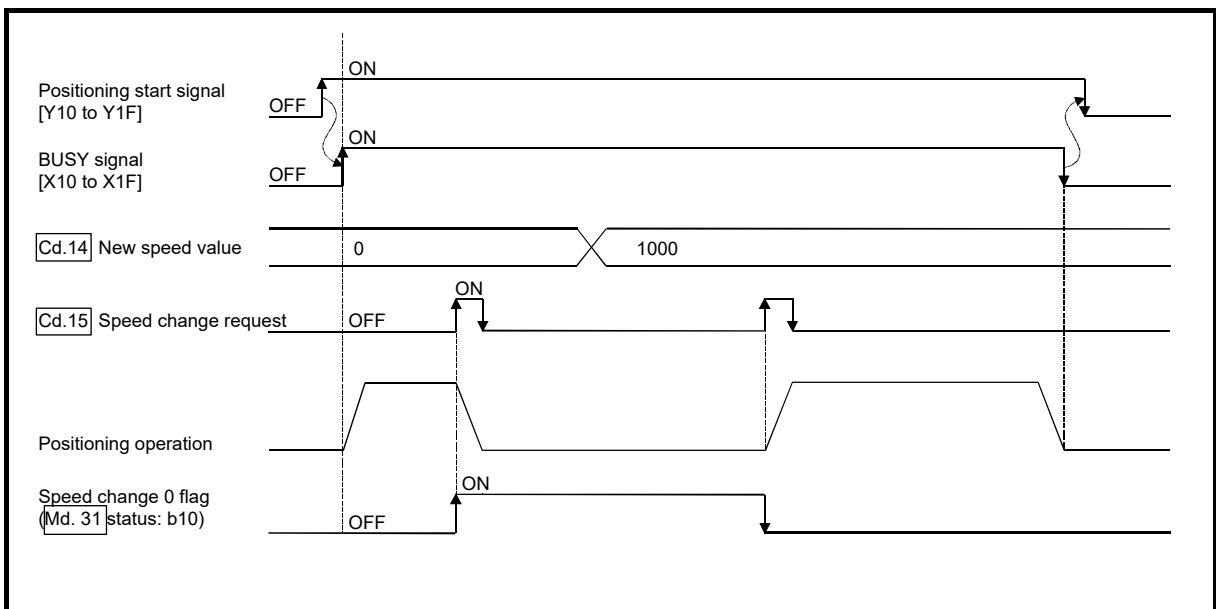 ON
Positioning start signal
[Y10 to Y1F]
OFF
ON
BUSY signal
[X10 to X1F]
OFF
Cd.14 New speed value
0
1000
ON
Cd.15 Speed change request
OFF
Positioning operation
ON
Speed change 0 flag
(Md. 31 status: b10)
OFF